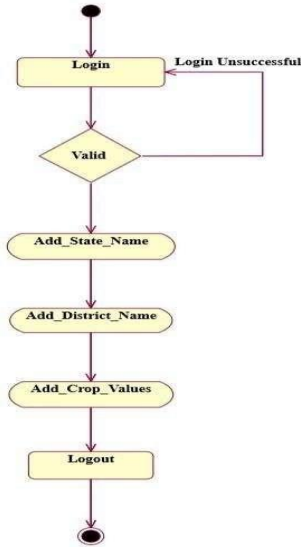 Login
Login Unsuccessful
Valid
Add_State_Name
Add_District_Name
Add_Crop_Values
Logout